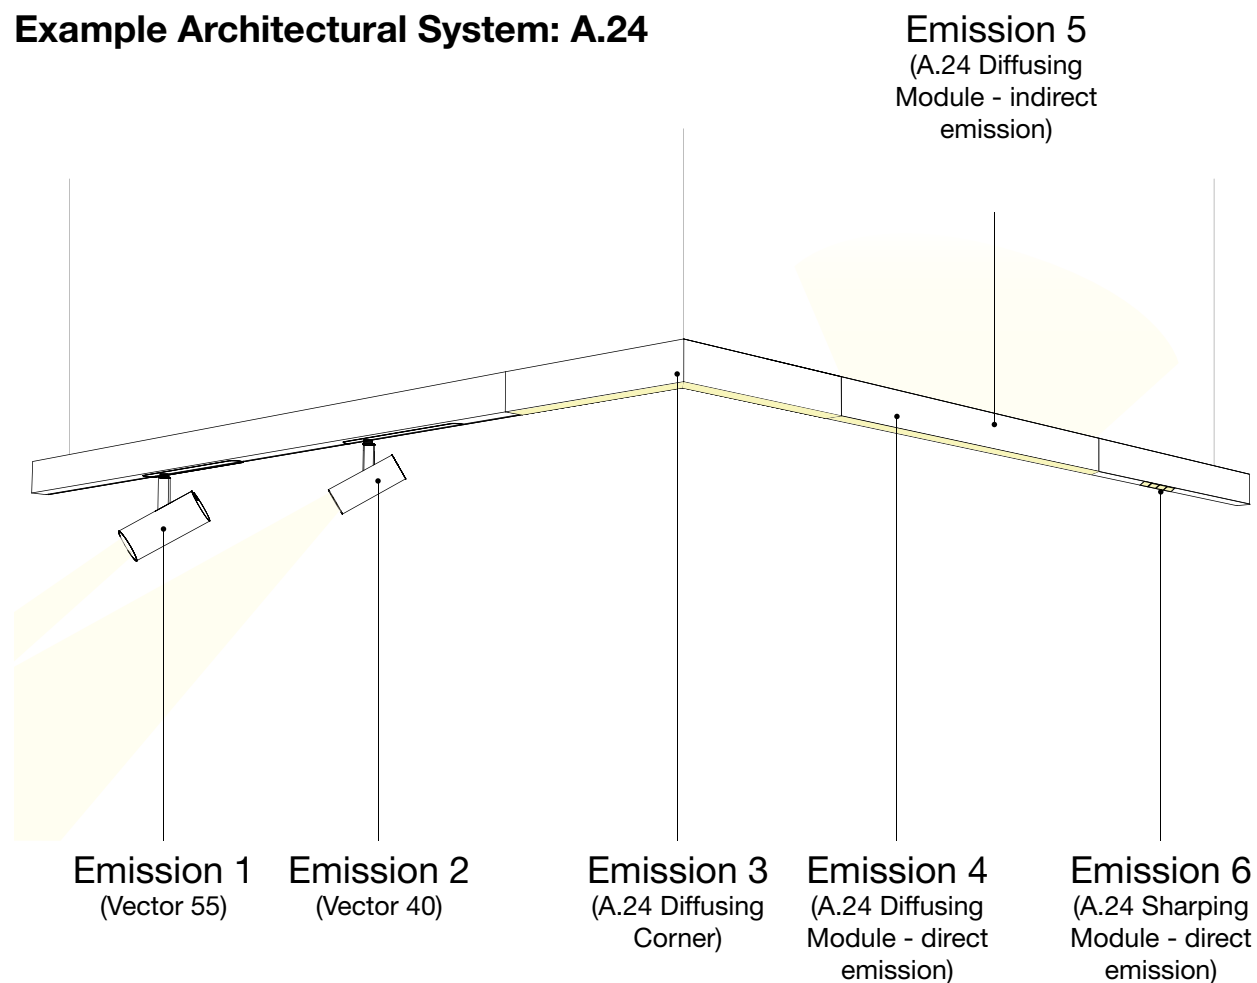 Example Architectural System: A.24
Emission 5
(A.24 Diffusing
Module - indirect
emission)
Emission 1
(Vector 55)
Emission 2
(Vector 40)
Emission 3
(A.24 Diffusing
Corner)
Emission 4
(A.24 Diffusing
Module - direct
emission)
Emission 6
(A.24 Sharping
Module - direct
emission)